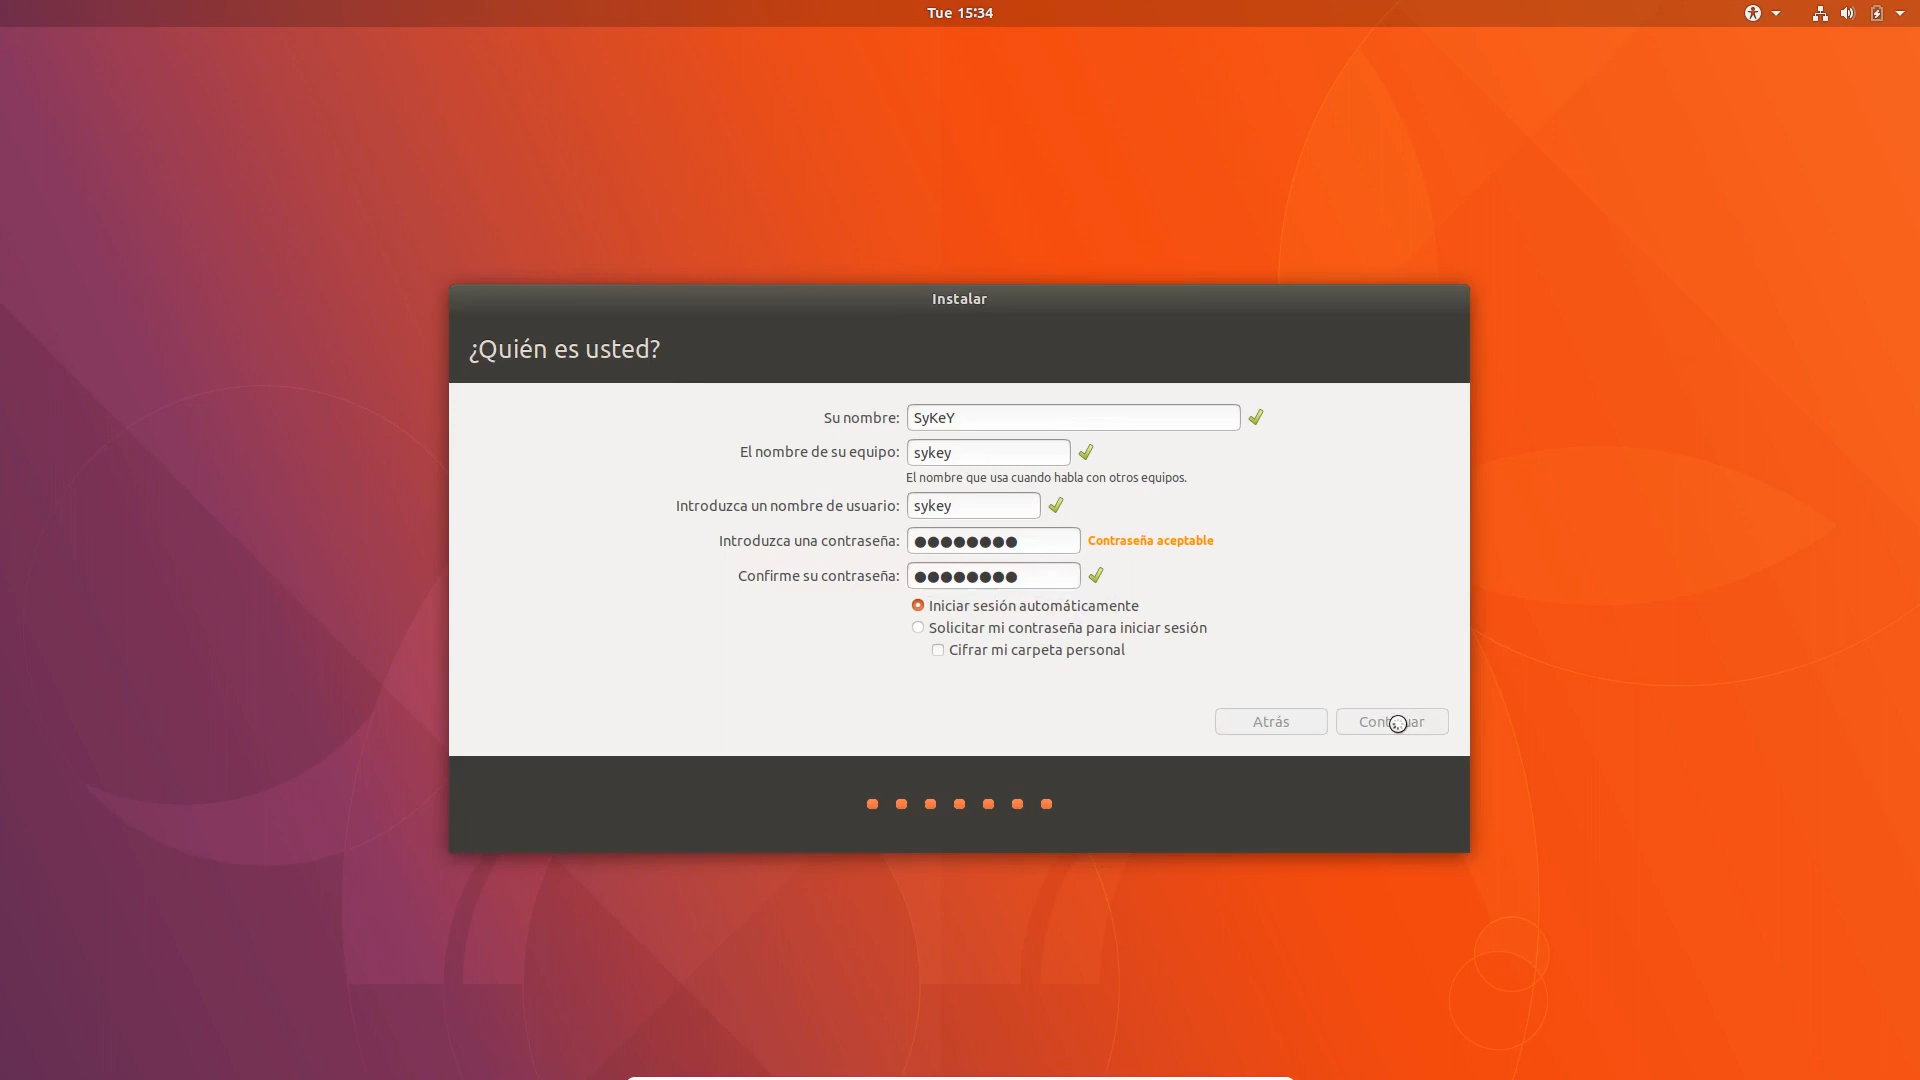 Tue 15:34
Instalar
¿Quién es usted?
Su nombre: SyKeY
El nombre de su equipo: sykey
El nombre que usa cuando habla con otros equipos.
Introduzca un nombre de usuario: sykey
Introduzca una contraseña: ●●●●●●●● Contraseña aceptable
Confirme su contraseña: ●●●●●●●●
Iniciar sesión automáticamente
Solicitar mi contraseña para iniciar sesión
Cifrar mi carpeta personal
Atrás Continuar